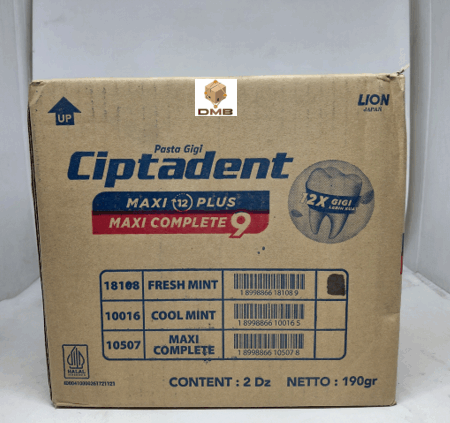 DMB
UP
LION
JAPAN
Pasta Gigi
Ciptadent
MAXI 12 PLUS
MAXI COMPLETE 9
2X GIGI
18108 FRESH MINT
1 8998866 18108 9
10016 COOL MINT
1 8998866 10016 5
10507 MAXI COMPLETE
1 8998866 10507 8
HALAL
CONTENT : 2 Dz NETTO : 190gr